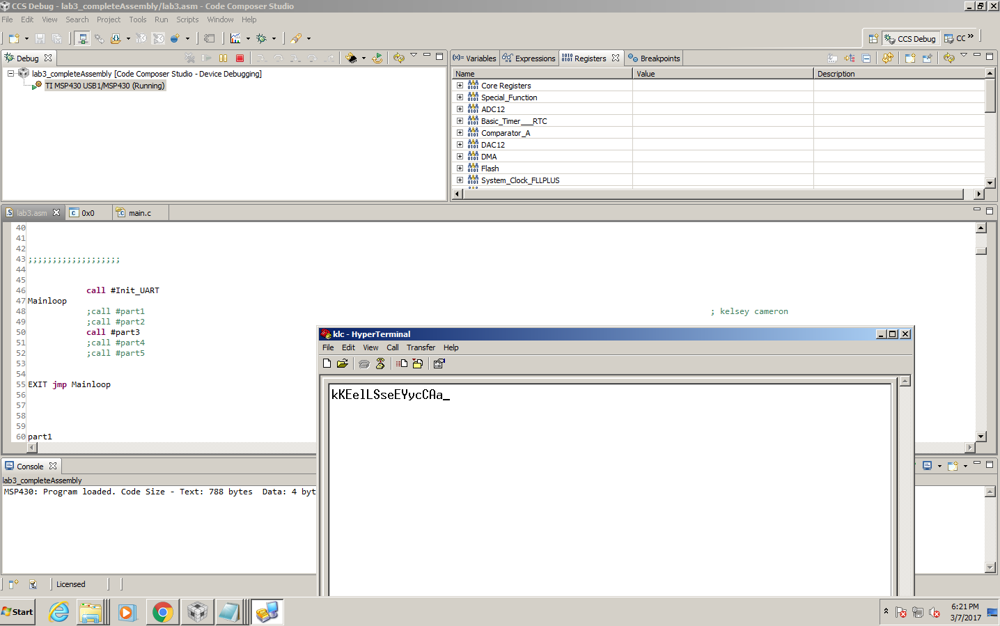 CCS Debug - lab3_completeAssembly/lab3.asm - Code Composer Studio
File Edit View Search Project Tools Run Scripts Window Help
CCS Debug CC »
Debug
lab3_completeAssembly [Code Composer Studio - Device Debugging]
TI MSP430 USB1/MSP430 (Running)
(x)= Variables Expressions 1010 0101 Registers Breakpoints
Name Value Description
Core Registers
Special_Function
ADC12
Basic_Timer___RTC
Comparator_A
DAC12
DMA
Flash
System_Clock_FLLPLUS
lab3.asm 0x0 main.c
40
41
42
43 ;;;;;;;;;;;;;;;;;;;
44
45
46 call #Init_UART
47 Mainloop
48 ;call #part1 ; kelsey cameron
49 ;call #part2
50 call #part3
51 ;call #part4
52 ;call #part5
53
54
55 EXIT jmp Mainloop
56
57
58
59
60 part1
klc - HyperTerminal
File Edit View Call Transfer Help
kKEelLSseEYycCAa_
Console
lab3_completeAssembly
MSP430: Program loaded. Code Size - Text: 788 bytes Data: 4 byt
Licensed
Start
6:21 PM
3/7/2017